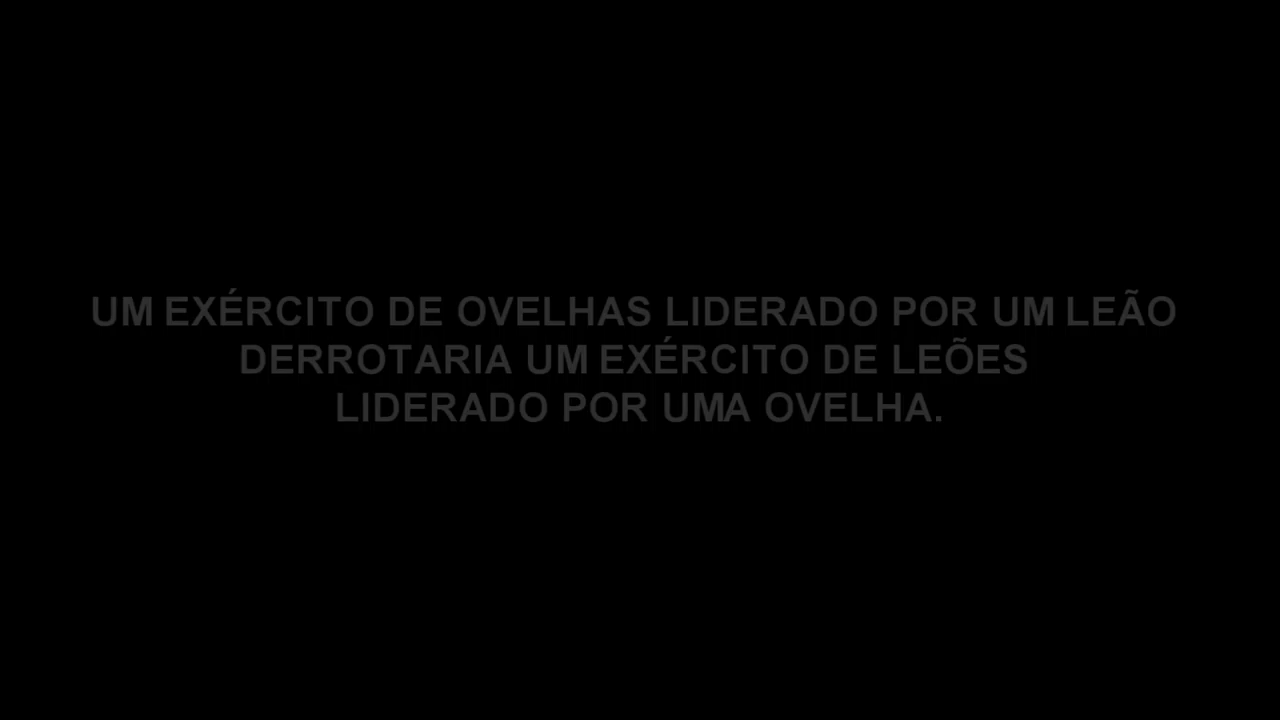 UM EXÉRCITO DE OVELHAS LIDERADO POR UM LEÃO
DERROTARIA UM EXÉRCITO DE LEÕES
LIDERADO POR UMA OVELHA.